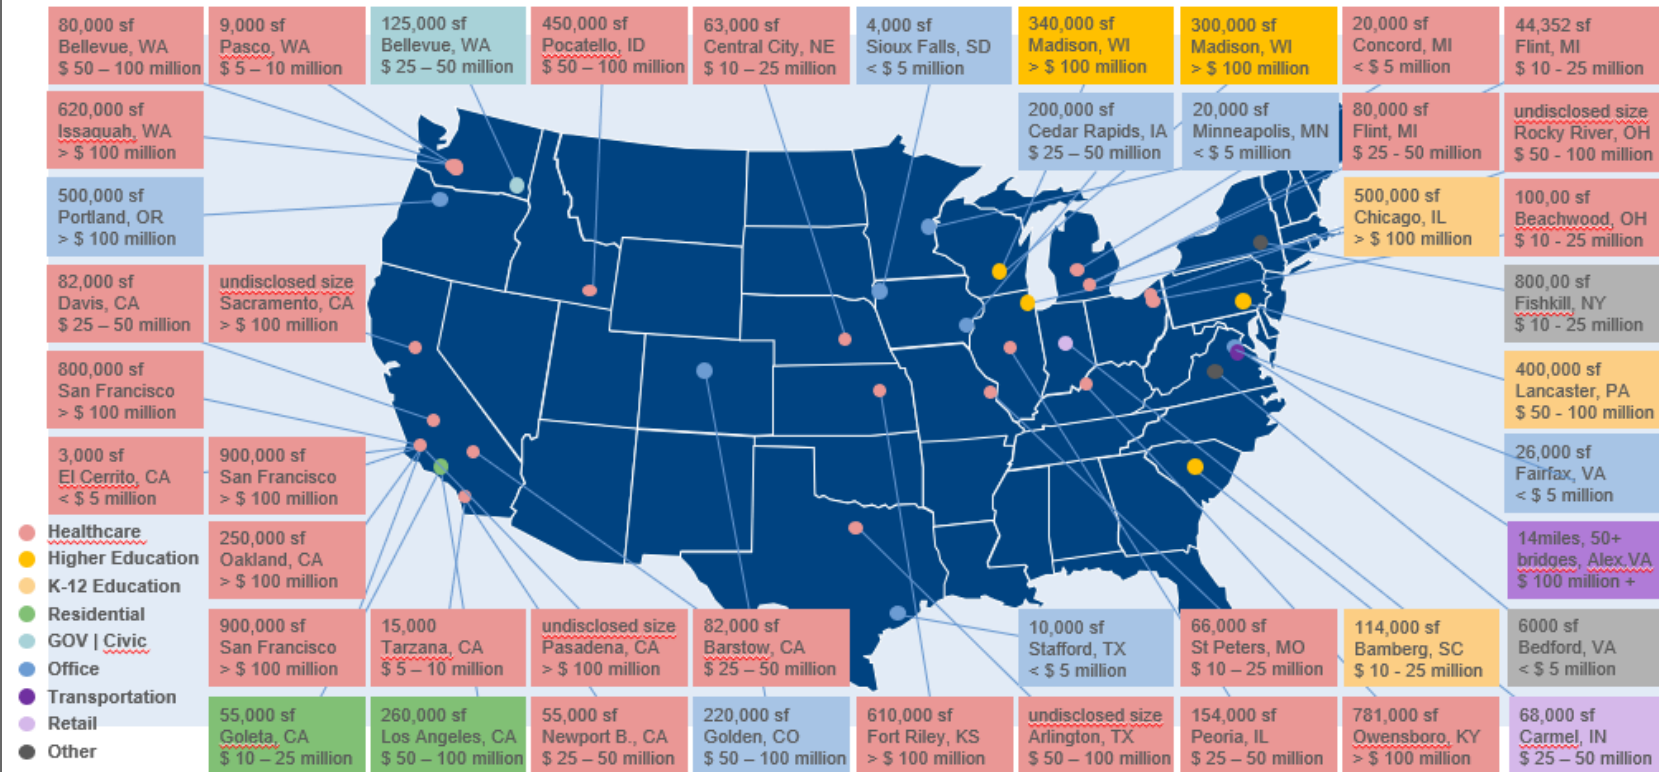 80,000 sf
Bellevue, WA
$ 50 – 100 million
9,000 sf
Pasco, WA
$ 5 – 10 million
125,000 sf
Bellevue, WA
$ 25 – 50 million
450,000 sf
Pocatello, ID
$ 50 – 100 million
63,000 sf
Central City, NE
$ 10 – 25 million
4,000 sf
Sioux Falls, SD
< $ 5 million
340,000 sf
Madison, WI
> $ 100 million
300,000 sf
Madison, WI
> $ 100 million
20,000 sf
Concord, MI
< $ 5 million
44,352 sf
Flint, MI
$ 10 - 25 million
620,000 sf
Issaquah, WA
> $ 100 million
200,000 sf
Cedar Rapids, IA
$ 25 – 50 million
20,000 sf
Minneapolis, MN
< $ 5 million
80,000 sf
Flint, MI
$ 25 - 50 million
undisclosed size
Rocky River, OH
$ 50 - 100 million
500,000 sf
Portland, OR
> $ 100 million
500,000 sf
Chicago, IL
> $ 100 million
100,00 sf
Beachwood, OH
$ 10 - 25 million
82,000 sf
Davis, CA
$ 25 – 50 million
undisclosed size
Sacramento, CA
> $ 100 million
800,00 sf
Fishkill, NY
$ 10 - 25 million
800,000 sf
San Francisco
> $ 100 million
400,000 sf
Lancaster, PA
$ 50 - 100 million
3,000 sf
El Cerrito, CA
< $ 5 million
900,000 sf
San Francisco
> $ 100 million
26,000 sf
Fairfax, VA
< $ 5 million
Healthcare
Higher Education
K-12 Education
Residential
GOV | Civic
Office
Transportation
Retail
Other
250,000 sf
Oakland, CA
> $ 100 million
14miles, 50+
bridges, Alex.VA
$ 100 million +
900,000 sf
San Francisco
> $ 100 million
15,000
Tarzana, CA
$ 5 – 10 million
undisclosed size
Pasadena, CA
> $ 100 million
82,000 sf
Barstow, CA
$ 25 – 50 million
10,000 sf
Stafford, TX
< $ 5 million
66,000 sf
St Peters, MO
$ 10 – 25 million
114,000 sf
Bamberg, SC
$ 10 - 25 million
6000 sf
Bedford, VA
< $ 5 million
55,000 sf
Goleta, CA
$ 10 – 25 million
260,000 sf
Los Angeles, CA
$ 50 – 100 million
55,000 sf
Newport B., CA
$ 25 – 50 million
220,000 sf
Golden, CO
$ 50 – 100 million
610,000 sf
Fort Riley, KS
> $ 100 million
undisclosed size
Arlington, TX
$ 50 – 100 million
154,000 sf
Peoria, IL
$ 25 – 50 million
781,000 sf
Owensboro, KY
> $ 100 million
68,000 sf
Carmel, IN
$ 25 – 50 million